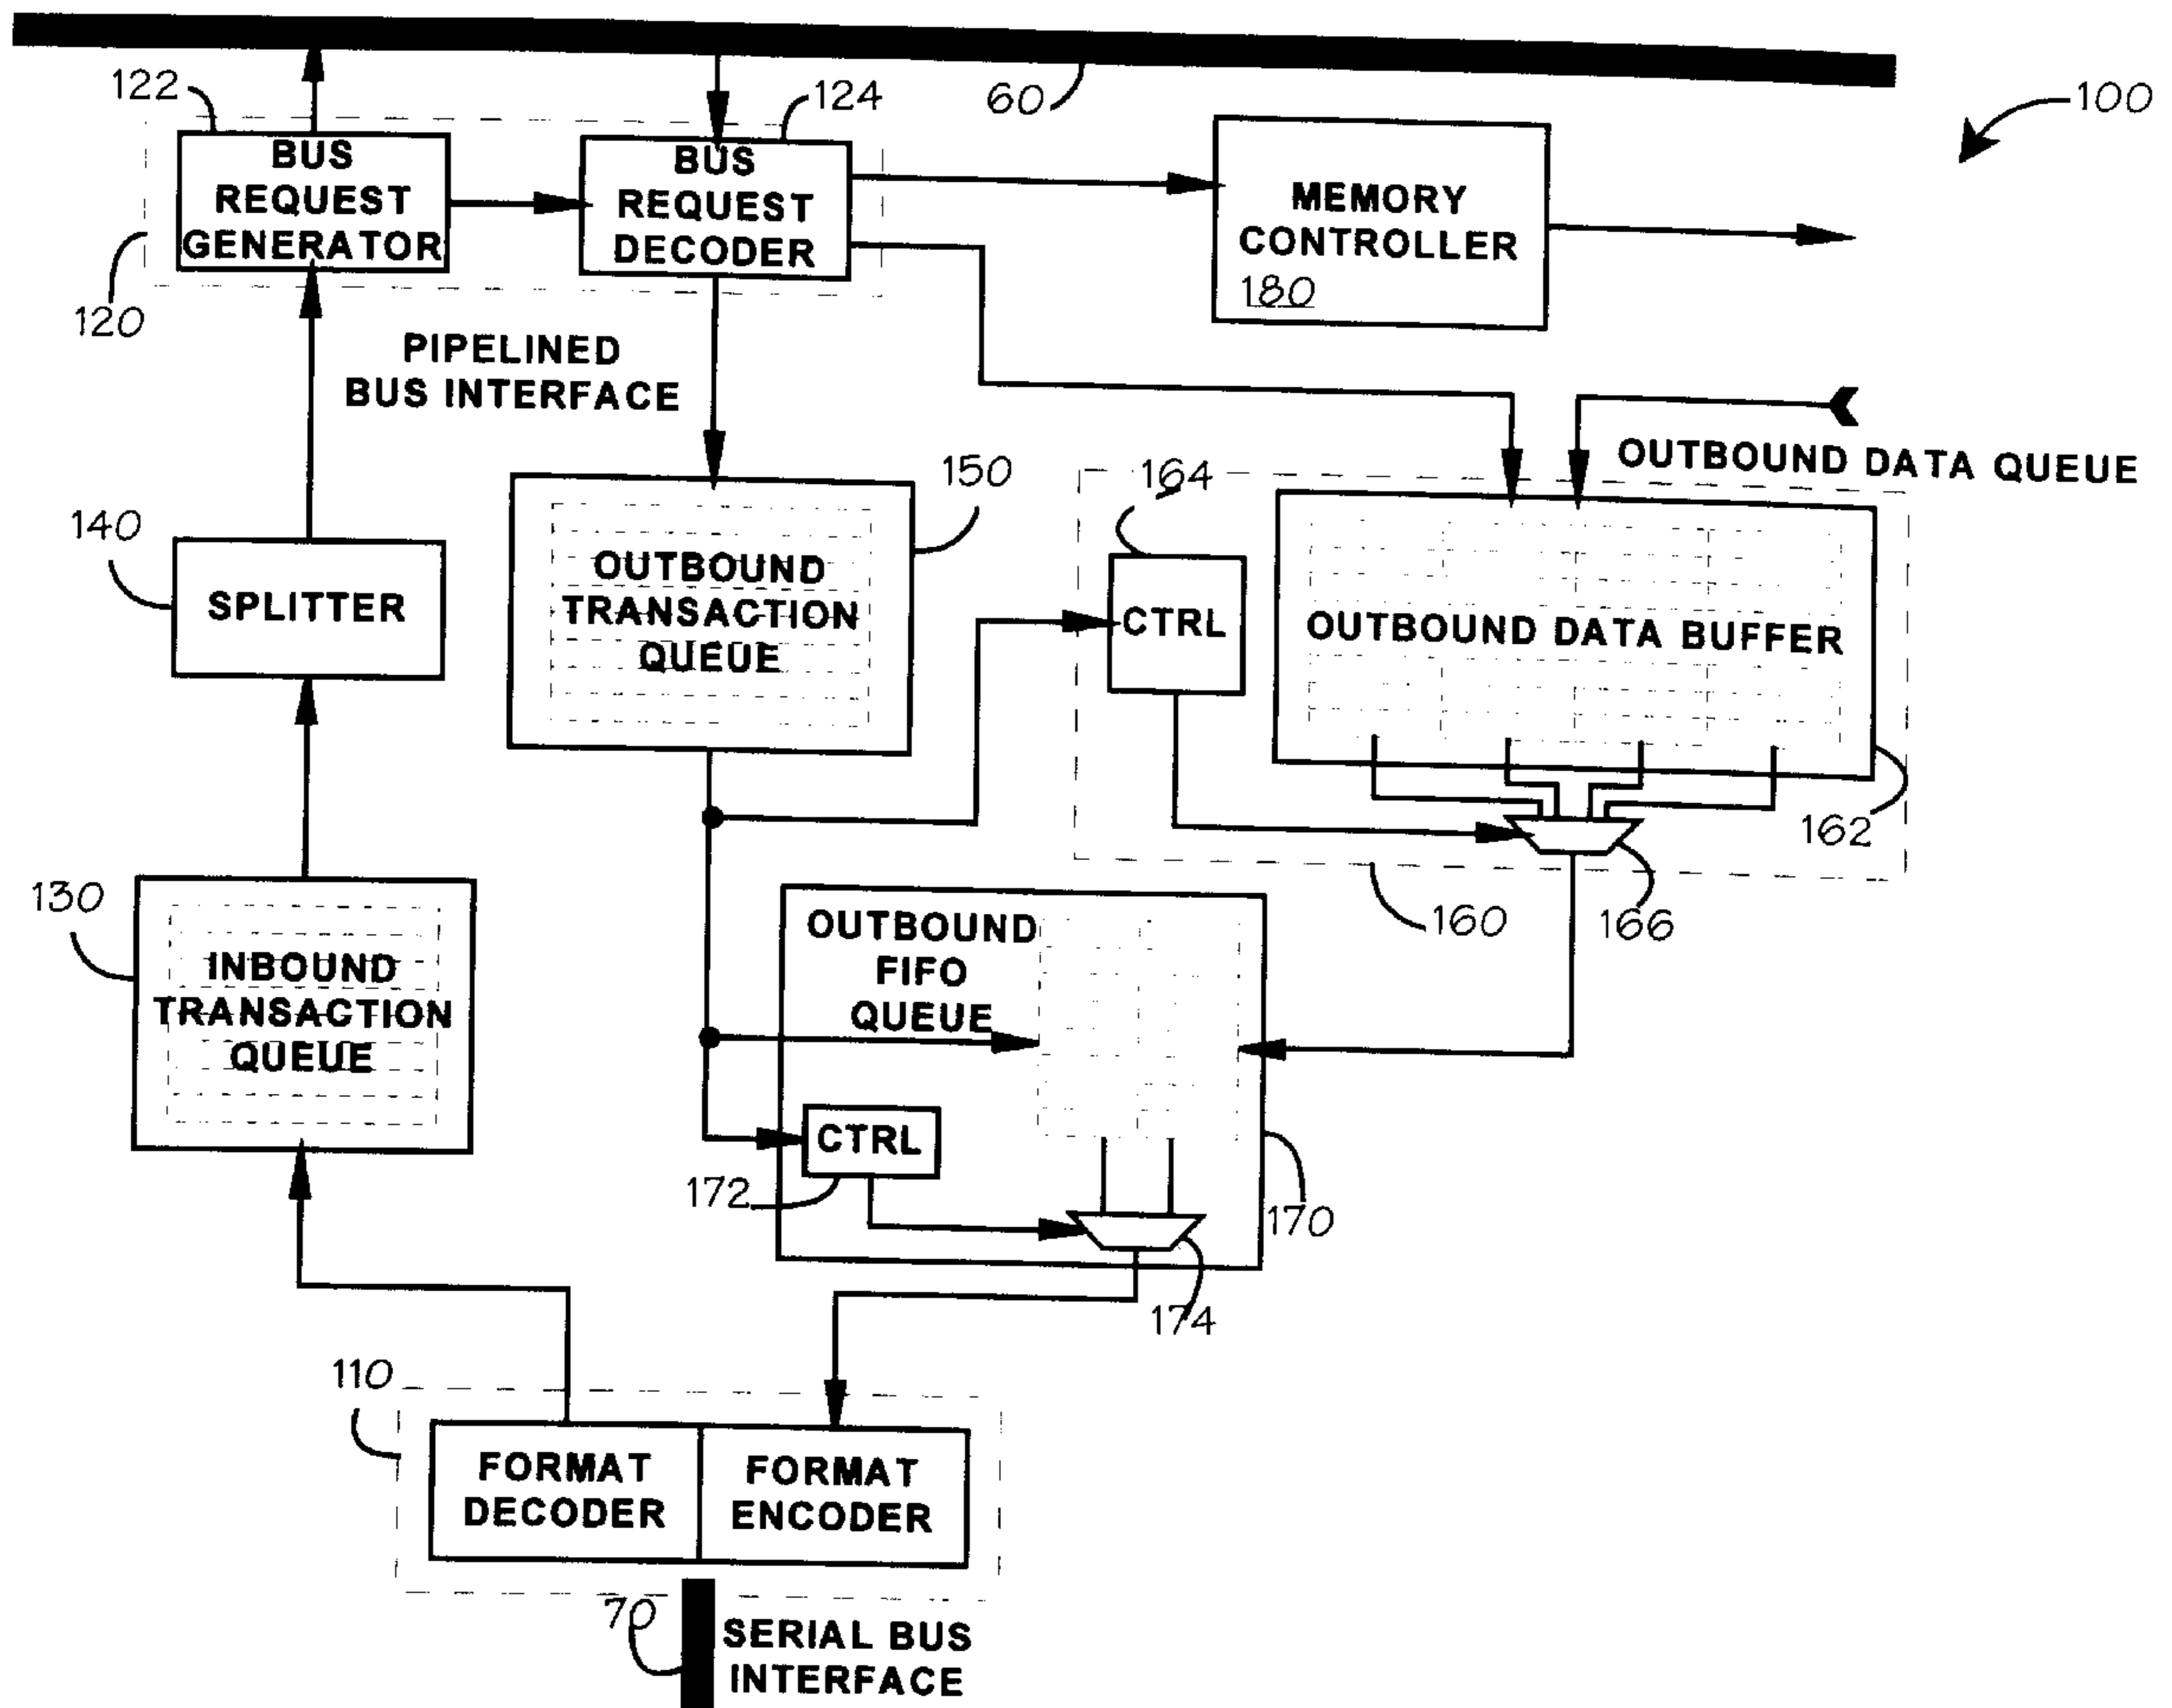 122
124
60
100
BUS
REQUEST
GENERATOR
BUS
REQUEST
DECODER
MEMORY
CONTROLLER
180
120
PIPELINED
BUS INTERFACE
OUTBOUND DATA QUEUE
164
150
140
SPLITTER
OUTBOUND
TRANSACTION
QUEUE
CTRL
OUTBOUND DATA BUFFER
162
130
160
166
INBOUND
TRANSACTION
QUEUE
OUTBOUND
FIFO
QUEUE
CTRL
172
170
174
110
FORMAT
DECODER
FORMAT
ENCODER
70
SERIAL BUS
INTERFACE